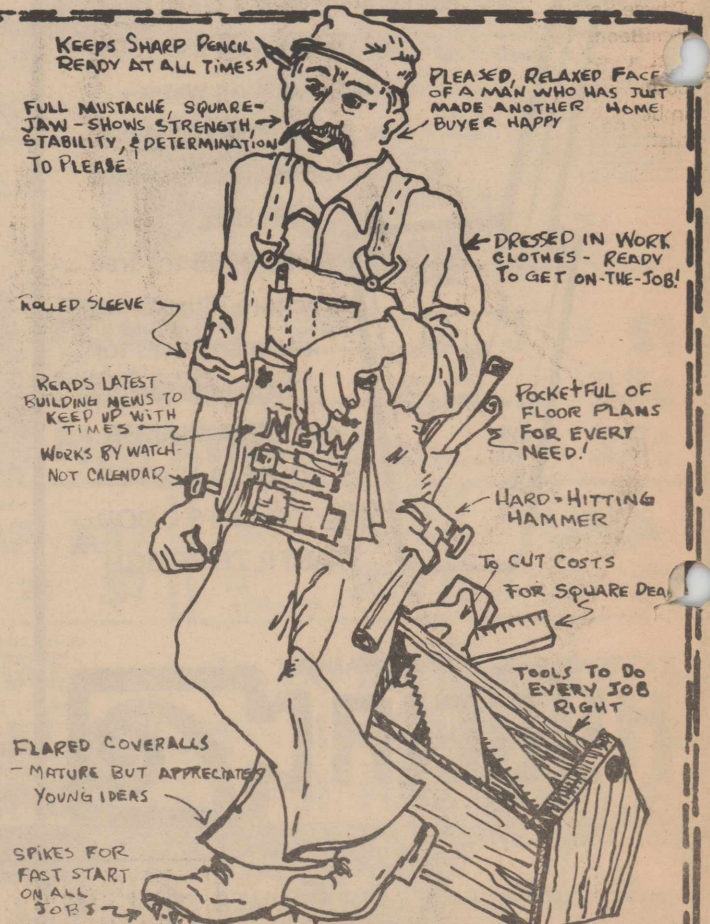 KEEPS SHARP PENCIL
READY AT ALL TIMES
PLEASED, RELAXED FACE
OF A MAN WHO HAS JUST
MADE ANOTHER HOME
BUYER HAPPY
FULL MUSTACHE, SQUARE-
JAW - SHOWS STRENGTH,
STABILITY, & DETERMINATION
TO PLEASE
DRESSED IN WORK
CLOTHES - READY
TO GET ON-THE-JOB!
ROLLED SLEEVE
READS LATEST
BUILDING NEWS TO
KEEP UP WITH
TIMES
NEW
WORKS BY WATCH-
NOT CALENDAR
POCKETFUL OF
FLOOR PLANS
FOR EVERY
NEED!
HARD-HITTING
HAMMER
TO CUT COSTS
FOR SQUARE DEA
TOOLS TO DO
EVERY JOB
RIGHT
FLARED COVERALLS
- MATURE BUT APPRECIATES
YOUNG IDEAS
SPIKES FOR
FAST START
ON ALL
JOBS